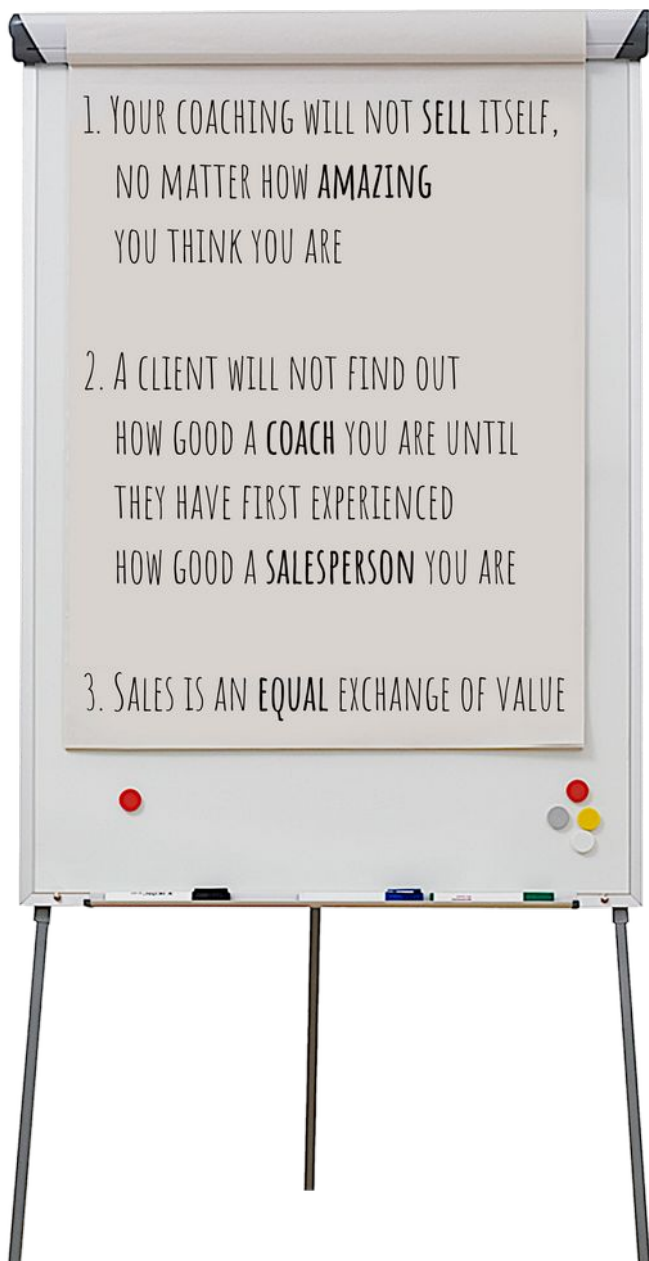 1. YOUR COACHING WILL NOT SELL ITSELF,
NO MATTER HOW AMAZING
YOU THINK YOU ARE
2. A CLIENT WILL NOT FIND OUT
HOW GOOD A COACH YOU ARE UNTIL
THEY HAVE FIRST EXPERIENCED
HOW GOOD A SALESPERSON YOU ARE
3. SALES IS AN EQUAL EXCHANGE OF VALUE